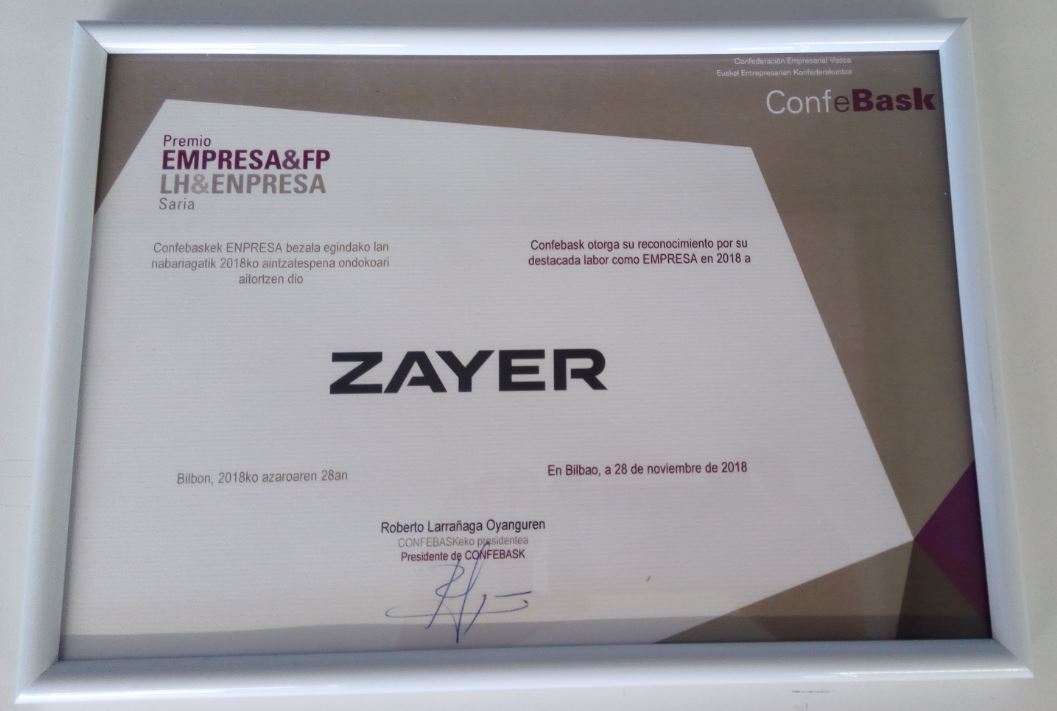 Confederación Empresarial Vasca
Euskal Entrepresarien Konfederakuntza
ConfeBask
Premio
EMPRESA&FP
LH&ENPRESA
Saria
Confebaskek ENPRESA bezala egindako lan
nabariagatik 2018ko aintzatespena ondokoari
aitortzen dio
Confebask otorga su reconocimiento por su
destacada labor como EMPRESA en 2018 a
ZAYER
Bilbon, 2018ko azaroaren 28an
En Bilbao, a 28 de noviembre de 2018
Roberto Larrañaga Oyanguren
CONFEBASKeko presidentea
Presidente de CONFEBASK